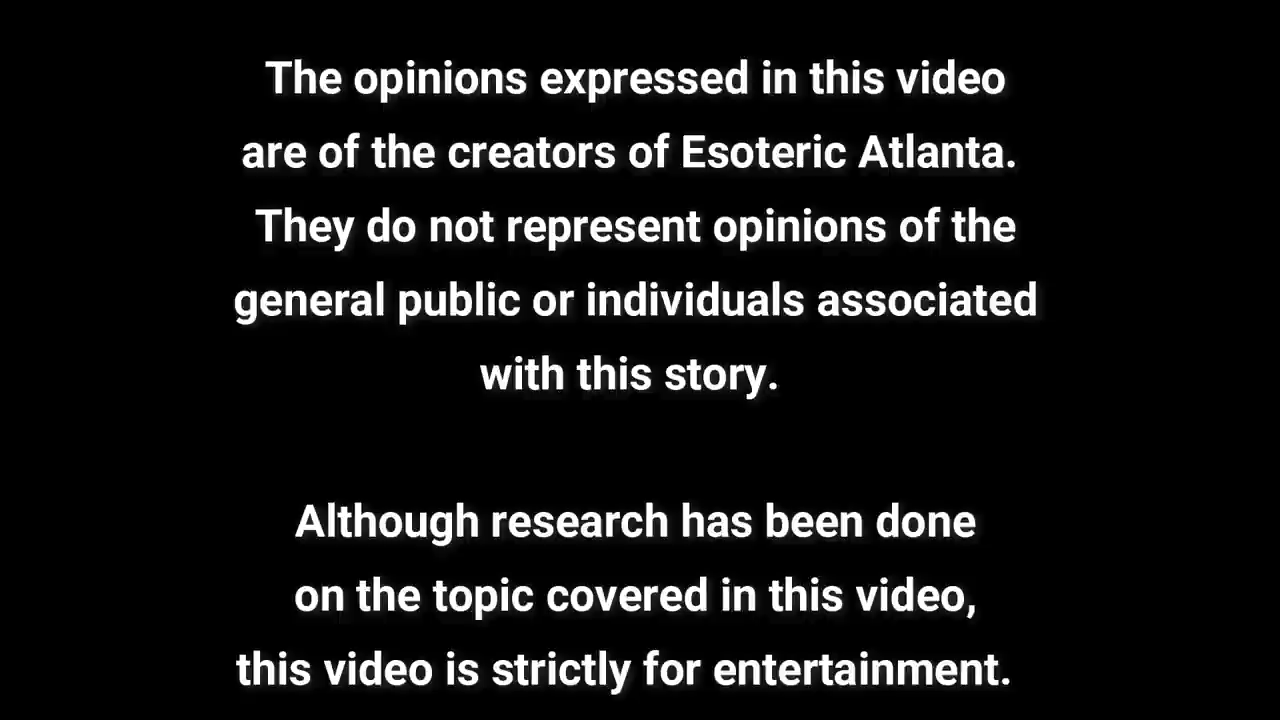 The opinions expressed in this video
are of the creators of Esoteric Atlanta.
They do not represent opinions of the
general public or individuals associated
with this story.
Although research has been done
on the topic covered in this video,
this video is strictly for entertainment.